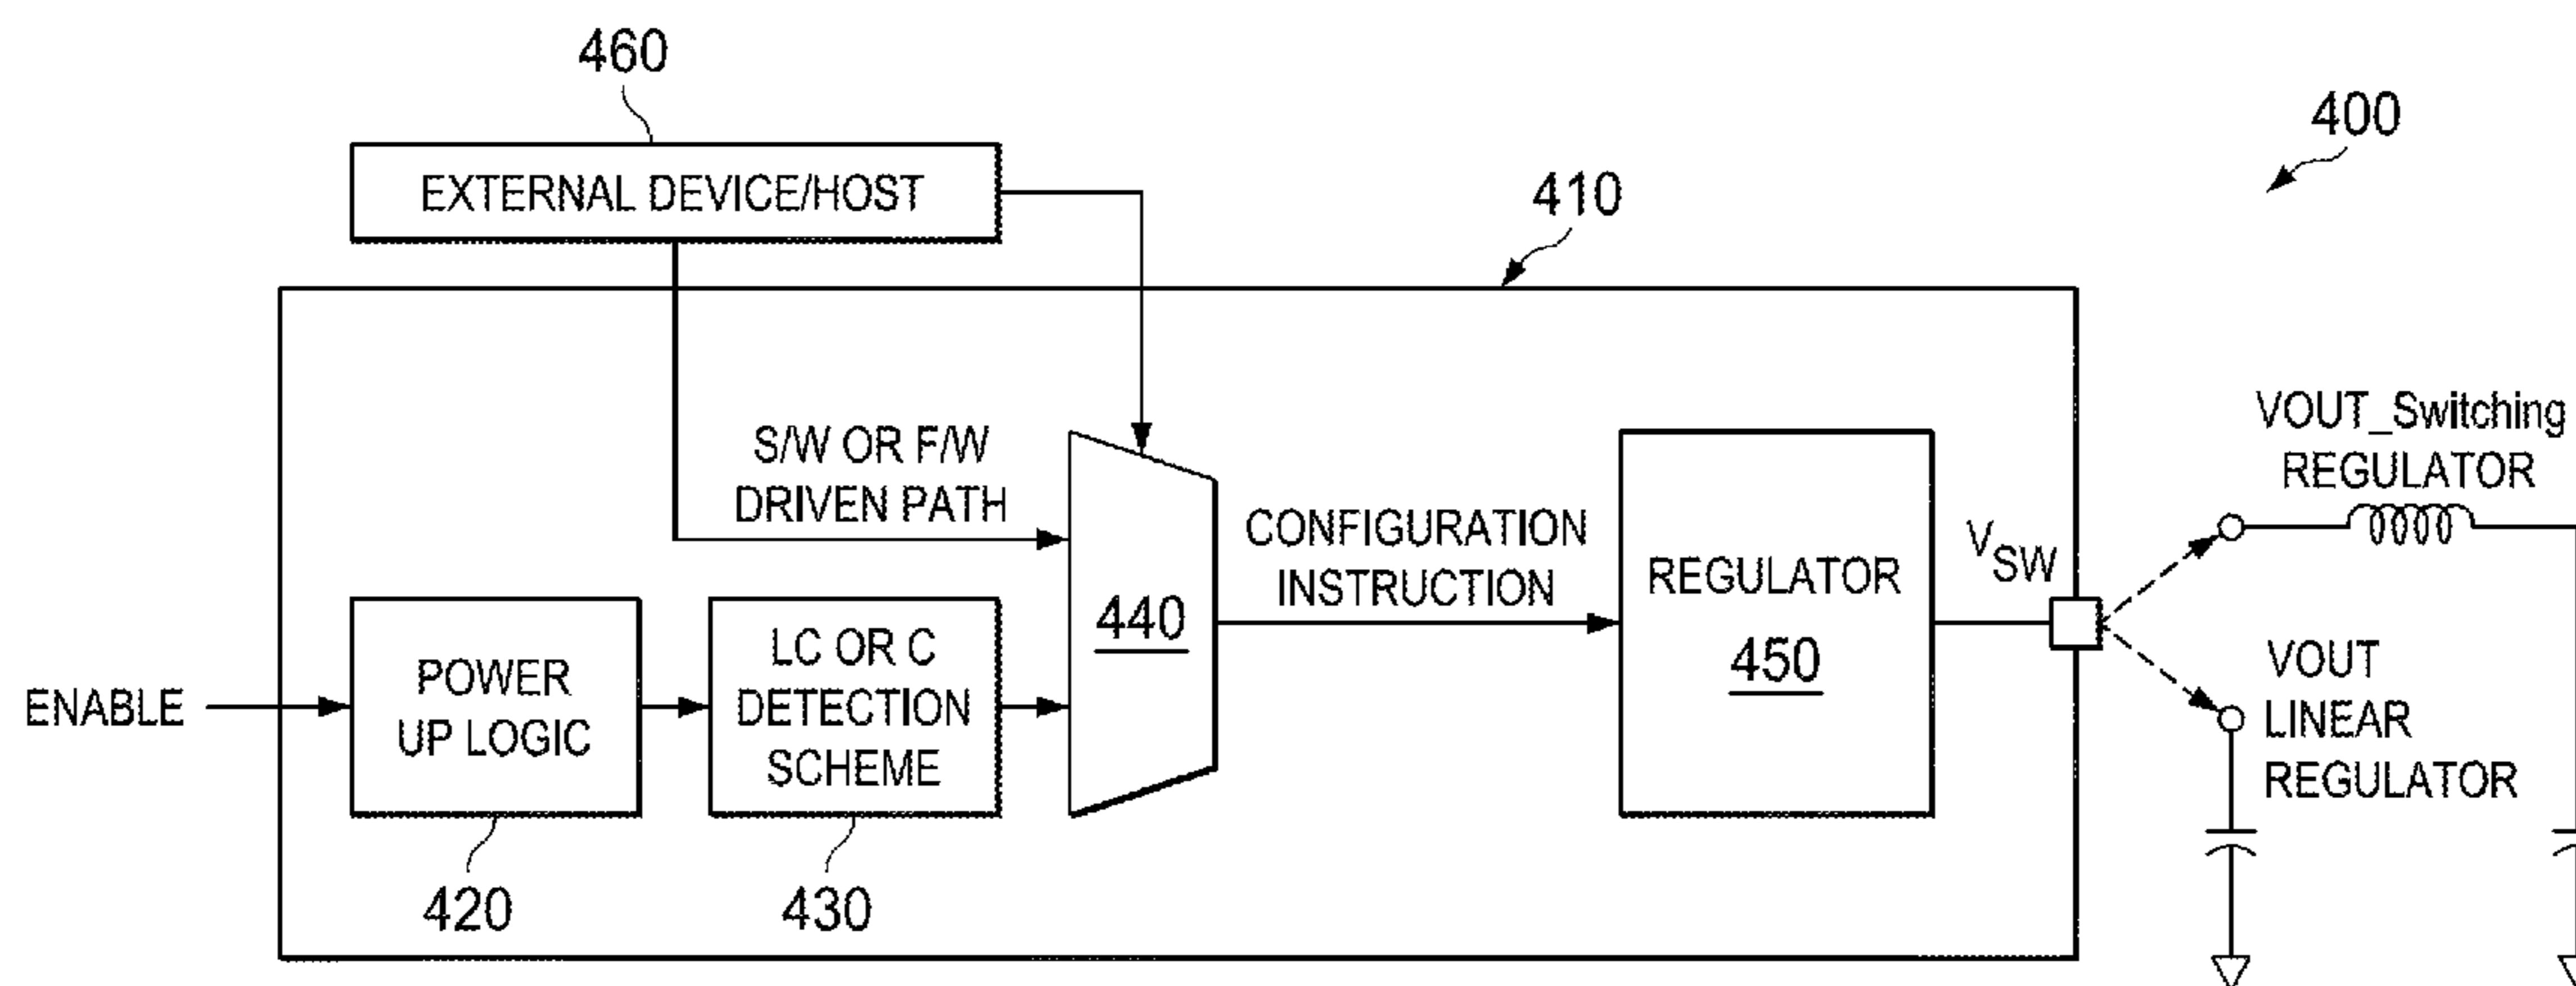 460
400
EXTERNAL DEVICE/HOST
410
S/W OR F/W
DRIVEN PATH
CONFIGURATION
INSTRUCTION
440
REGULATOR
450
VSW
VOUT_Switching
REGULATOR
ENABLE
POWER
UP LOGIC
LC OR C
DETECTION
SCHEME
VOUT
LINEAR
REGULATOR
420
430